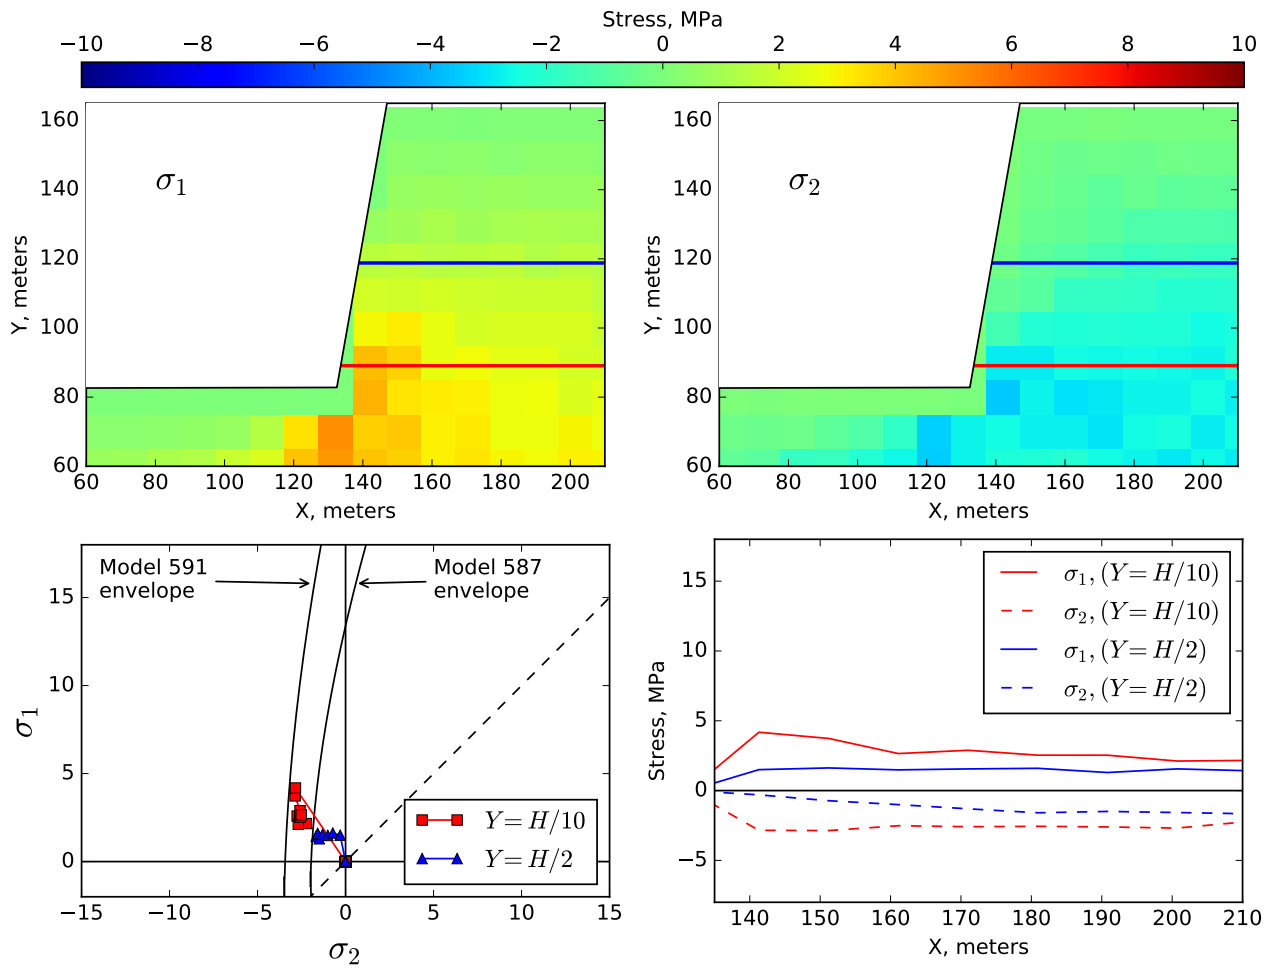 Stress, MPa
−10 −8 −6 −4 −2 0 2 4 6 8 10
160
140
120
100
80
60
Y, meters
σ1
60 80 100 120 140 160 180 200
X, meters
160
140
120
100
80
60
Y, meters
σ2
60 80 100 120 140 160 180 200
X, meters
Model 591
envelope
Model 587
envelope
15
10
5
0
σ1
Y=H/10
Y=H/2
−15 −10 −5 0 5 10 15
σ2
15
10
5
0
−5
Stress, MPa
σ1, (Y=H/10)
σ2, (Y=H/10)
σ1, (Y=H/2)
σ2, (Y=H/2)
140 150 160 170 180 190 200 210
X, meters